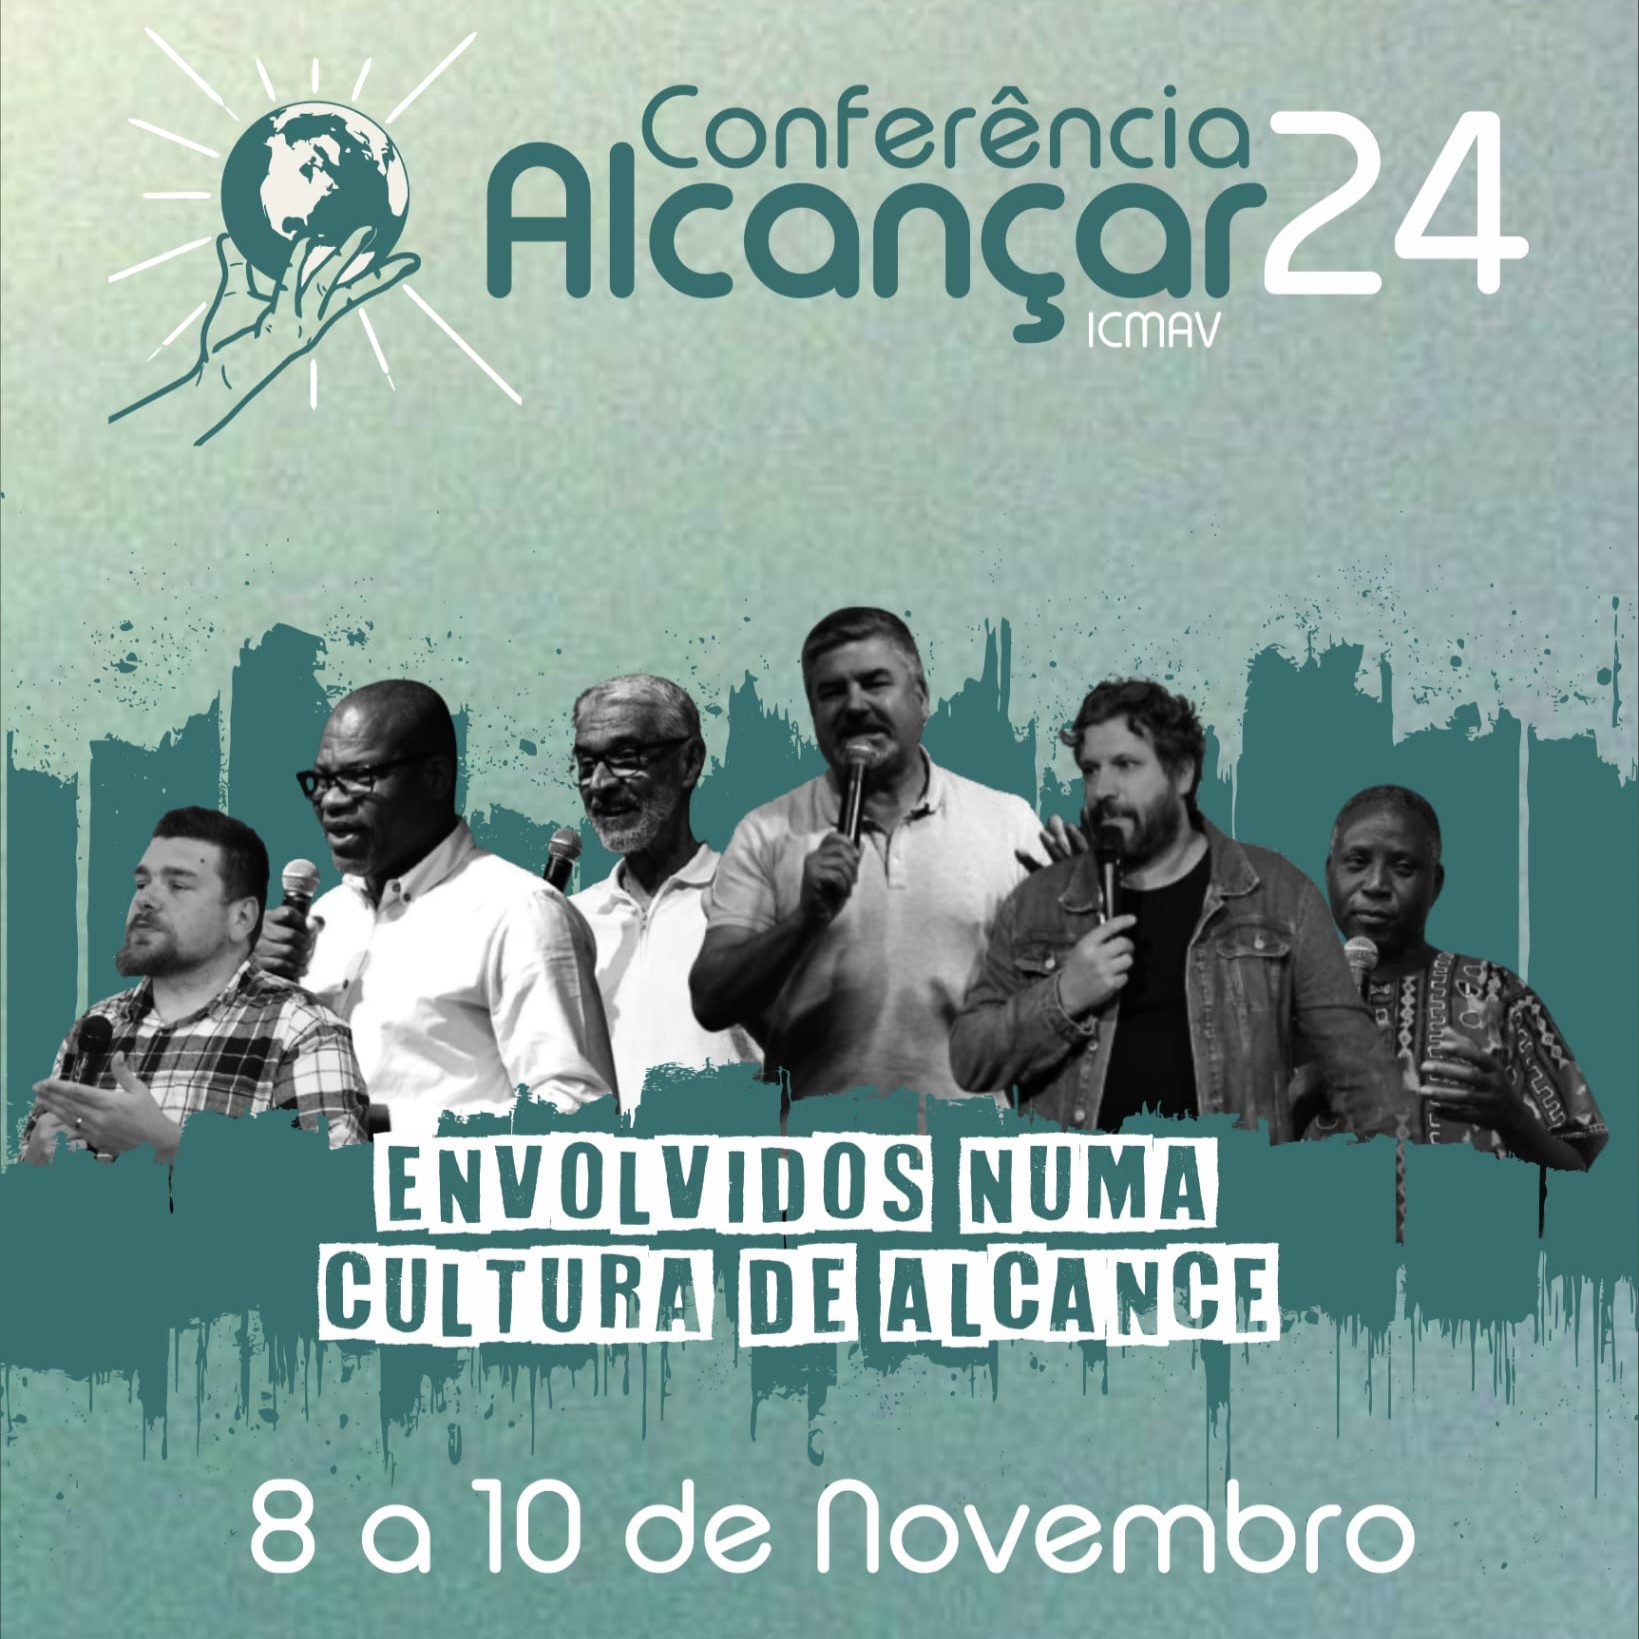 Conferência
Alcançar24
ICMAV
ENVOLVIDOS NUMA
CULTURA DE ALCANCE
8 a 10 de Novembro